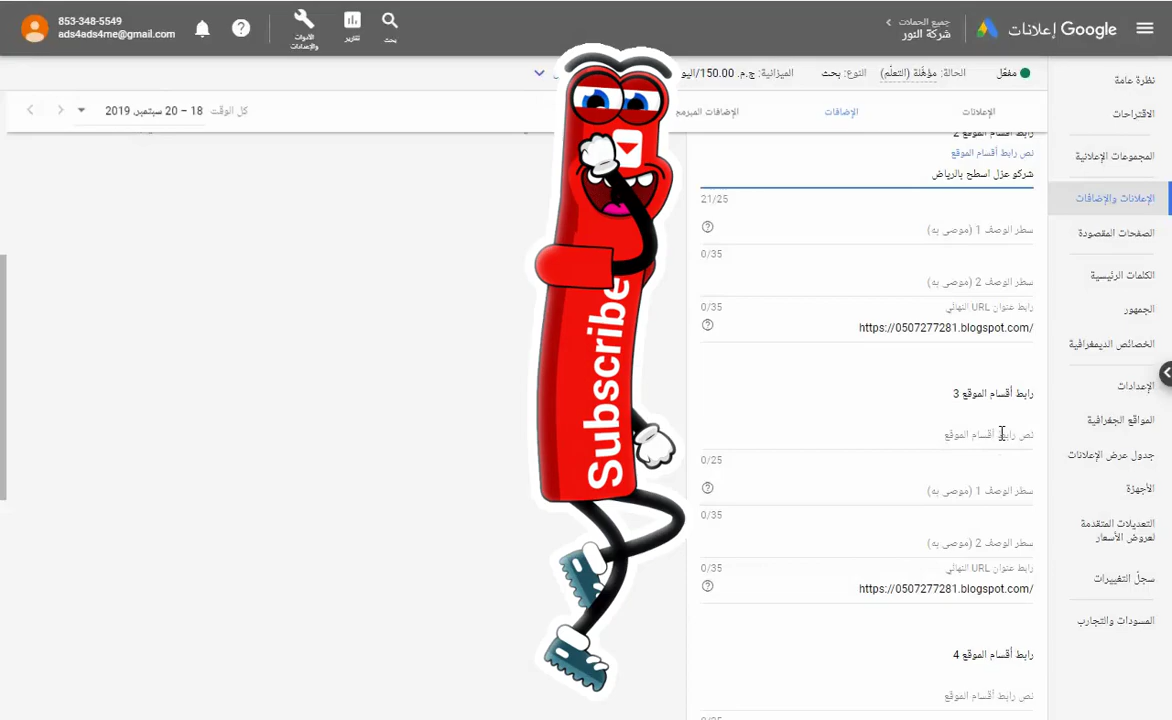 853-348-5549
ads4ads4me@gmail.com
الأدوات والإعدادات
تقارير
بحث
جميع الحملات
شركة النور
Google إعلانات
مفعّل
الحالة: مؤهَّلة (التعلُّم)
النوع: بحث
الميزانية: ج.م. 150.00/اليو
كل الوقت
18 – 20 سبتمبر، 2019
الإعلانات
الإضافات
الإضافات المبرمج
رابط أقسام الموقع 2
نص رابط أقسام الموقع
شركو عزل اسطح بالرياض
21/25
سطر الوصف 1 (موصى به)
0/35
سطر الوصف 2 (موصى به)
0/35
رابط عنوان URL النهائي
https://0507277281.blogspot.com/
رابط أقسام الموقع 3
نص رابط أقسام الموقع
0/25
سطر الوصف 1 (موصى به)
0/35
سطر الوصف 2 (موصى به)
0/35
رابط عنوان URL النهائي
https://0507277281.blogspot.com/
رابط أقسام الموقع 4
نص رابط أقسام الموقع
Subscribe
نظرة عامة
الاقتراحات
المجموعات الإعلانية
الإعلانات والإضافات
الصفحات المقصودة
الكلمات الرئيسية
الجمهور
الخصائص الديمغرافية
الإعدادات
المواقع الجغرافية
جدول عرض الإعلانات
الأجهزة
التعديلات المتقدمة
لعروض الأسعار
سجلّ التغييرات
المسودات والتجارب